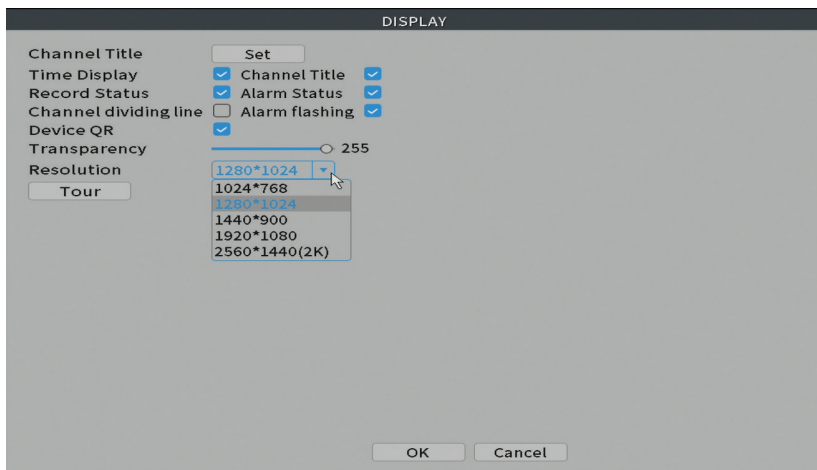 DISPLAY
Channel Title Set
Time Display Channel Title
Record Status Alarm Status
Channel dividing line Alarm flashing
Device QR
Transparency 255
Resolution 1280*1024
Tour
1024*768
1280*1024
1440*900
1920*1080
2560*1440(2K)
OK Cancel